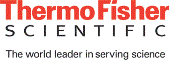 ThermoFisher
SCIENTIFIC
The world leader in serving science